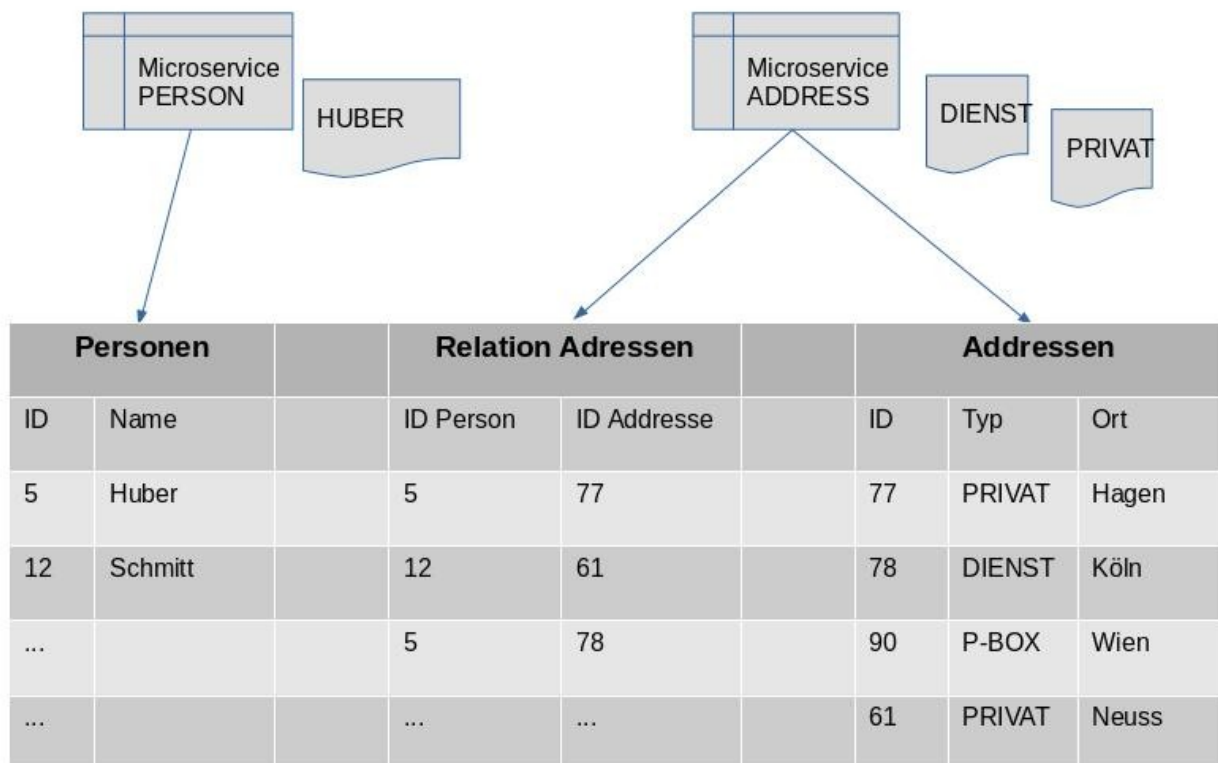 Microservice
PERSON
HUBER
Microservice
ADDRESS
DIENST
PRIVAT
Personen Relation Adressen Addressen
ID Name ID Person ID Addresse ID Typ Ort
5 Huber 5 77 77 PRIVAT Hagen
12 Schmitt 12 61 78 DIENST Köln
... 5 78 90 P-BOX Wien
... ... ... 61 PRIVAT Neuss